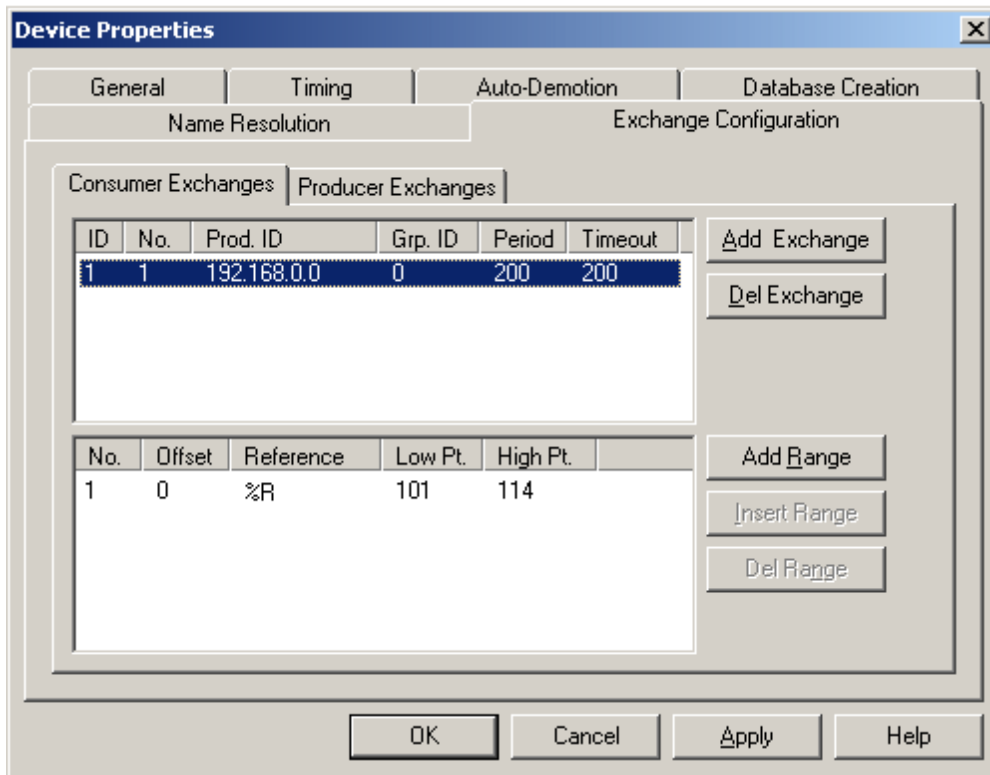 Device Properties
General Timing Auto-Demotion Database Creation
Name Resolution Exchange Configuration
Consumer Exchanges Producer Exchanges
ID No. Prod. ID Grp. ID Period Timeout
1 1 192.168.0.0 0 200 200
Add Exchange
Del Exchange
No. Offset Reference Low Pt. High Pt.
1 0 %R 101 114
Add Range
Insert Range
Del Range
OK Cancel Apply Help